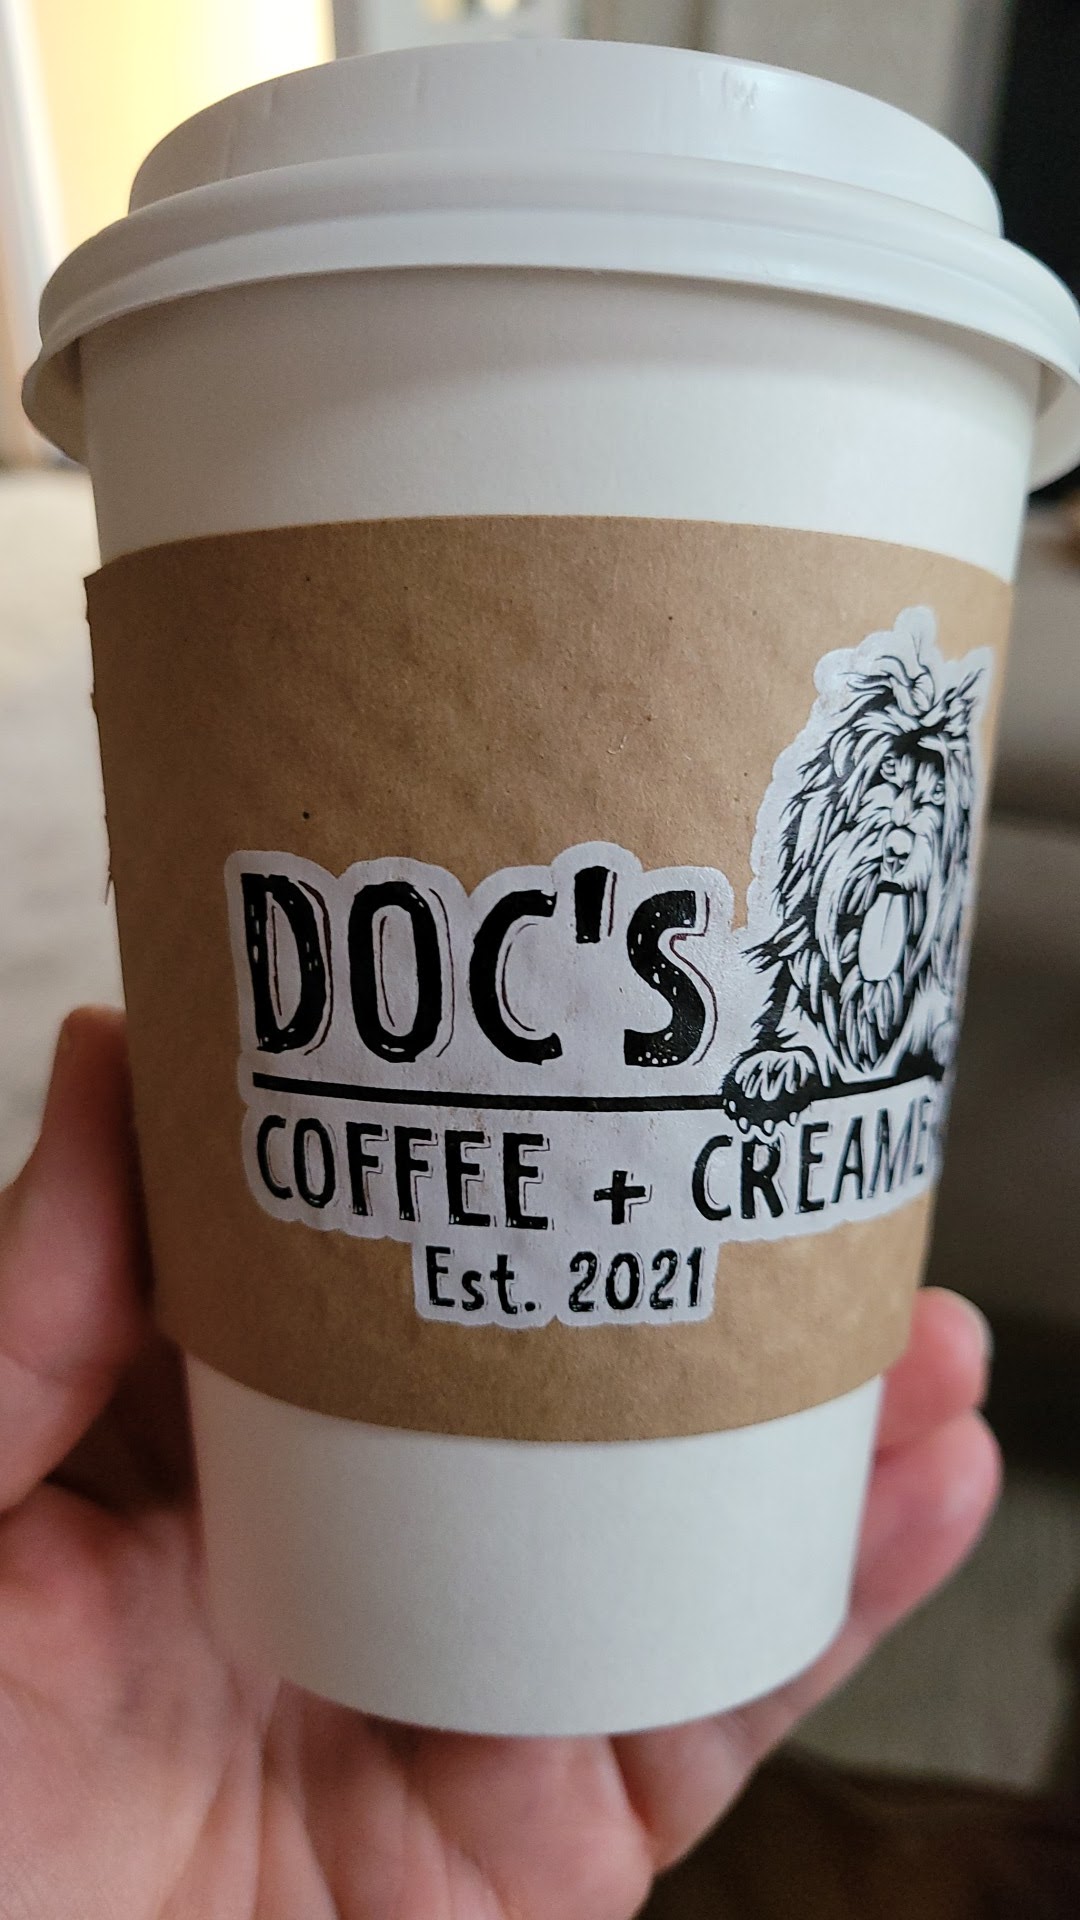 DOC'S
COFFEE + CREAME
Est. 2021